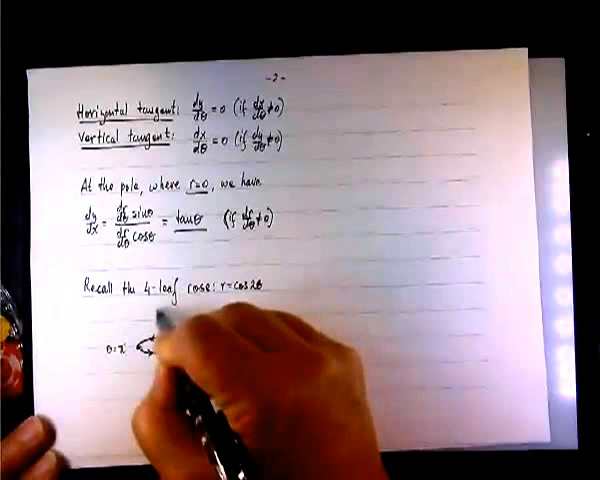 -2-
Horizontal tangent: dy/dθ = 0 (if dx/dθ ≠ 0)
Vertical tangent: dx/dθ = 0 (if dy/dθ ≠ 0)
At the pole, where r=0, we have
dy/dx = (dr/dθ sinθ)/(dr/dθ cosθ) = tanθ (if dr/dθ ≠ 0)
Recall the 4-leaf rose: r=cos2θ
θ=π